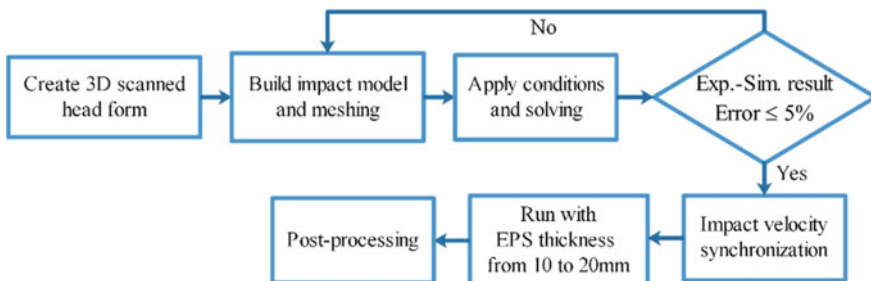 No
Create 3D scanned
head form
Build impact model
and meshing
Apply conditions
and solving
Exp.-Sim. result
Error ≤ 5%
Yes
Impact velocity
synchronization
Run with
EPS thickness
from 10 to 20mm
Post-processing